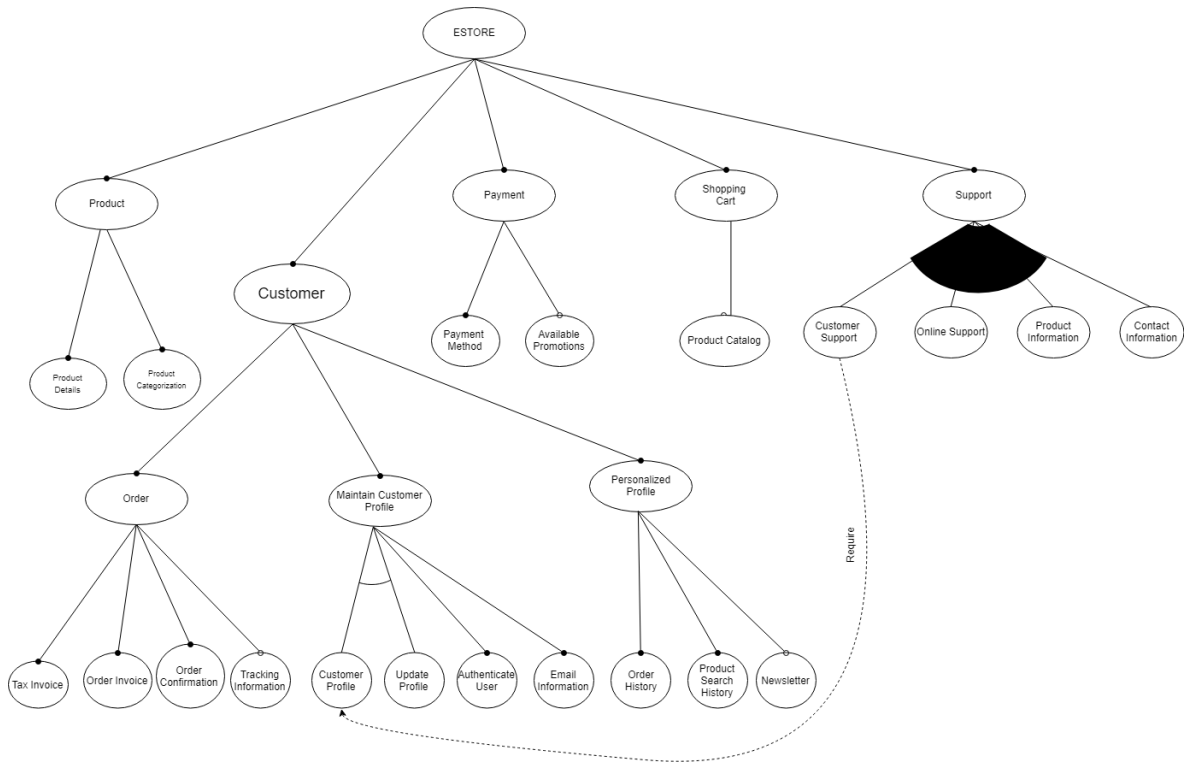 ESTORE
Product
Payment
Shopping
Cart
Support
Customer
Payment
Method
Available
Promotions
Product Catalog
Customer
Support
Online Support
Product
Information
Contact
Information
Product
Details
Product
Categorization
Order
Maintain Customer
Profile
Personalized
Profile
Require
Tax Invoice
Order Invoice
Order
Confirmation
Tracking
Information
Customer
Profile
Update
Profile
Authenticate
User
Email
Information
Order
History
Product
Search
History
Newsletter